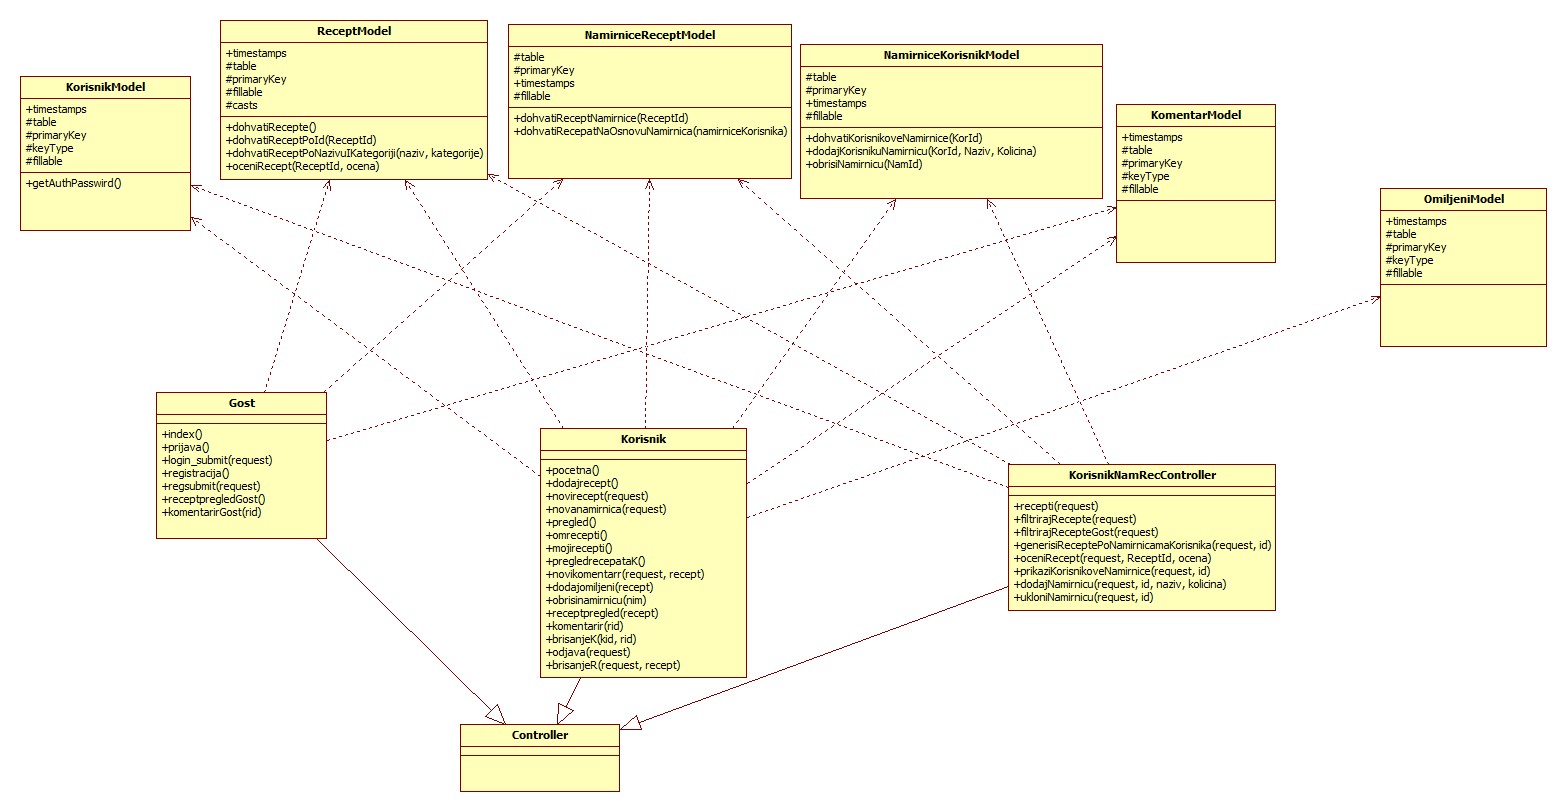 KorisnikModel
+timestamps
#table
#primaryKey
#keyType
#fillable
+getAuthPasswird()
ReceptModel
+timestamps
#table
#primaryKey
#fillable
#casts
+dohvatiRecepte()
+dohvatiReceptPoId(ReceptId)
+dohvatiReceptPoNazivuIKategoriji(naziv, kategorije)
+oceniRecept(ReceptId, ocena)
NamirniceReceptModel
#table
#primaryKey
+timestamps
#fillable
+dohvatiReceptNamirnice(ReceptId)
+dohvatiRecepatNaOsnovuNamirnica(namirniceKorisnika)
NamirniceKorisnikModel
#table
#primaryKey
+timestamps
#fillable
+dohvatiKorisnikoveNamirnice(KorId)
+dodajKorisnikuNamirnicu(KorId, Naziv, Kolicina)
+obrisiNamirnicu(NamId)
KomentarModel
+timestamps
#table
#primaryKey
#keyType
#fillable
OmiljeniModel
+timestamps
#table
#primaryKey
#keyType
#fillable
Gost
+index()
+prijava()
+login_submit(request)
+registracija()
+regsubmit(request)
+receptpregledGost()
+komentarirGost(rid)
Korisnik
+pocetna()
+dodajrecept()
+novirecept(request)
+novanamirnica(request)
+pregled()
+omrecepti()
+mojirecepti()
+pregledrecepataK()
+novikomentarr(request, recept)
+dodajomiljeni(recept)
+obrisinamirnicu(nim)
+receptpregled(recept)
+komentarir(rid)
+brisanjeK(kid, rid)
+odjava(request)
+brisanjeR(request, recept)
KorisnikNamRecController
+recepti(request)
+filtrirajRecepte(request)
+filtrirajRecepteGost(request)
+generisiReceptePoNamirnicamaKorisnika(request, id)
+oceniRecept(request, ReceptId, ocena)
+prikaziKorisnikoveNamirnice(request, id)
+dodajNamirnicu(request, id, naziv, kolicina)
+ukloniNamirnicu(request, id)
Controller